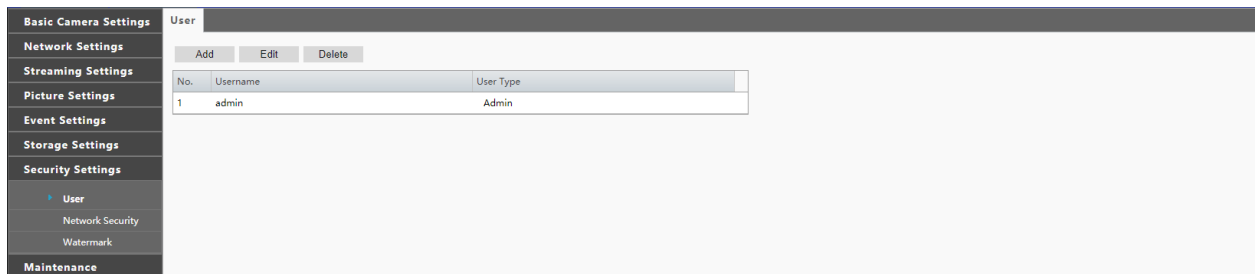 Basic Camera Settings
Network Settings
Streaming Settings
Picture Settings
Event Settings
Storage Settings
Security Settings
User
Network Security
Watermark
Maintenance
User
Add Edit Delete
No. Username User Type
1 admin Admin